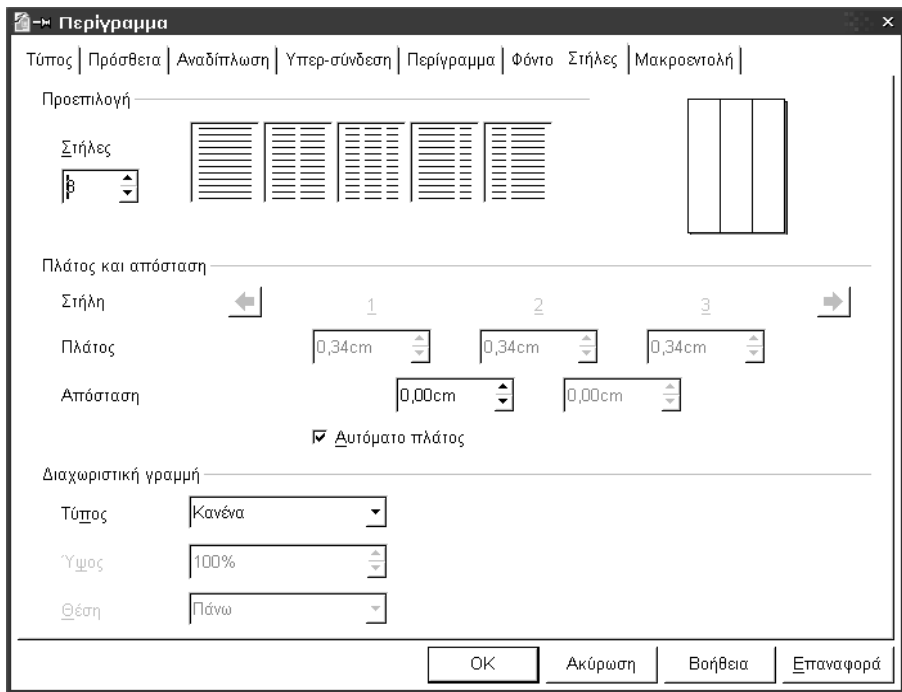 Περίγραμμα
Τύπος Πρόσθετα Αναδίπλωση Υπερ-σύνδεση Περίγραμμα Φόντο Στήλες Μακροεντολή
Προεπιλογή
Στήλες
3
Πλάτος και απόσταση
Στήλη 1 2 3
Πλάτος 0,34cm 0,34cm 0,34cm
Απόσταση 0,00cm 0,00cm
Αυτόματο πλάτος
Διαχωριστική γραμμή
Τύπος Κανένα
Ύψος 100%
Θέση Πάνω
OK Ακύρωση Βοήθεια Επαναφορά